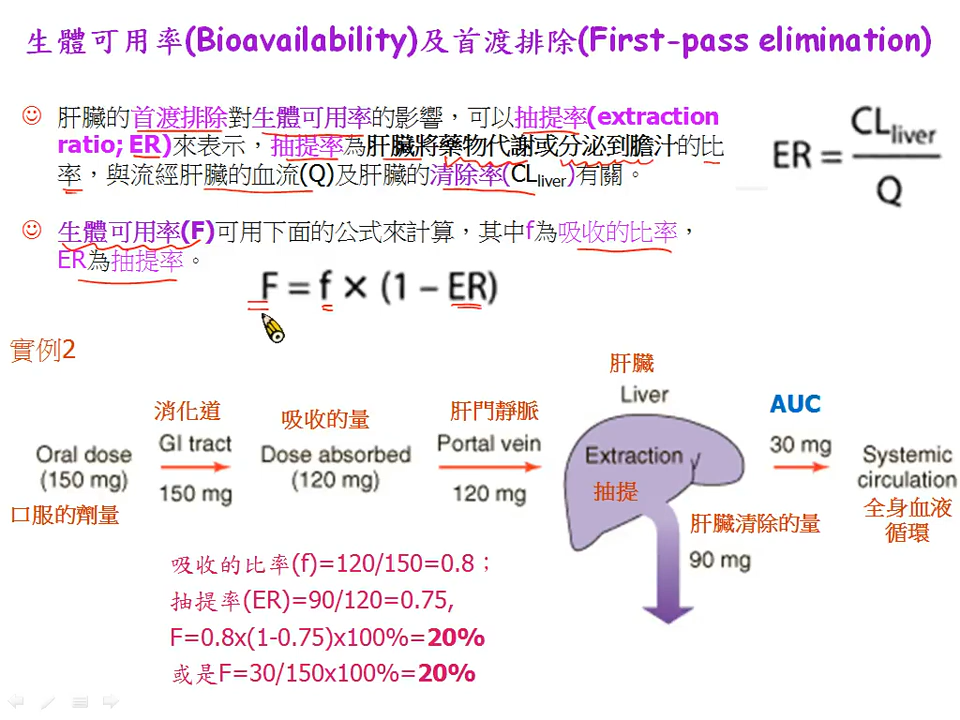 生體可用率(Bioavailability)及首渡排除(First-pass elimination)
肝臟的首渡排除對生體可用率的影響，可以抽提率(extraction
ratio; ER)來表示，抽提率為肝臟將藥物代謝或分泌到膽汁的比
率，與流經肝臟的血流(Q)及肝臟的清除率(CLliver)有關。
ER = CLliver / Q
生體可用率(F)可用下面的公式來計算，其中f為吸收的比率，
ER為抽提率。
F = f × (1 – ER)
實例2
Oral dose
(150 mg)
口服的劑量
消化道
GI tract
150 mg
吸收的量
Dose absorbed
(120 mg)
肝門靜脈
Portal vein
120 mg
肝臟
Liver
Extraction
抽提
肝臟清除的量
90 mg
AUC
30 mg
Systemic
circulation
全身血液
循環
吸收的比率(f)=120/150=0.8；
抽提率(ER)=90/120=0.75,
F=0.8x(1-0.75)x100%=20%
或是F=30/150x100%=20%